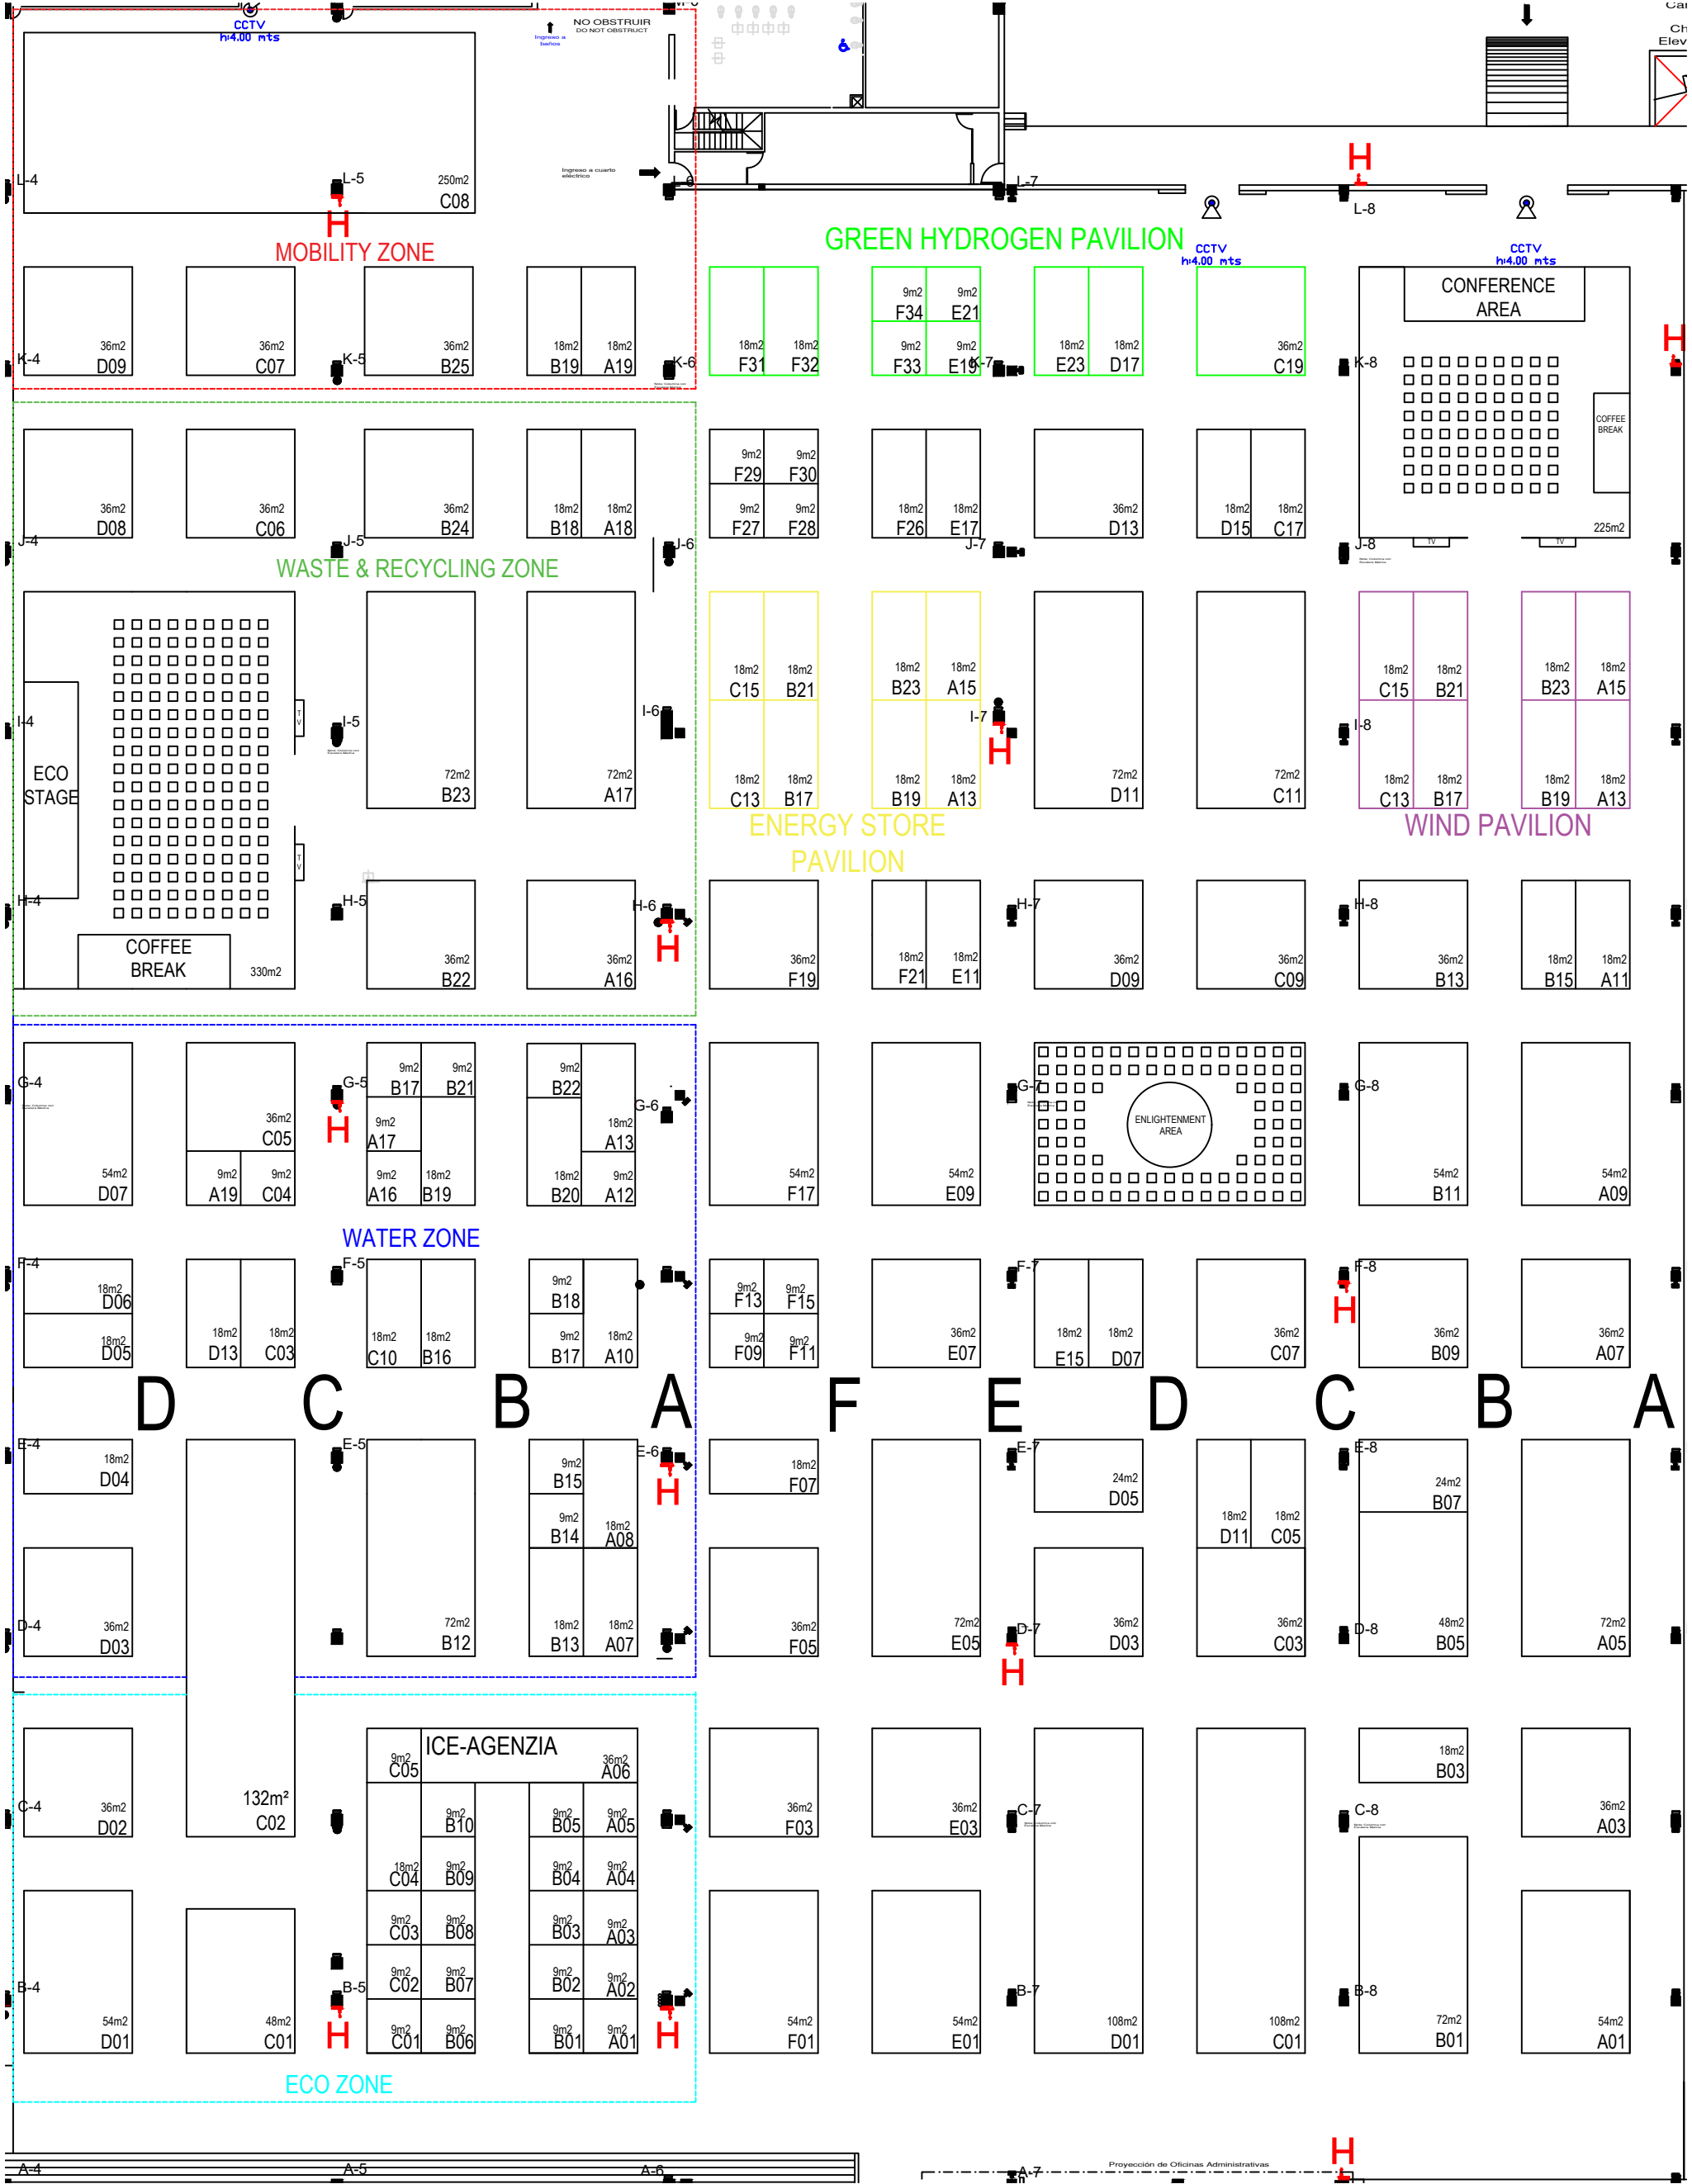 CCTV
h:4.00 mts
Ingreso a
baños
NO OBSTRUIR
DO NOT OBSTRUCT
Ch
Elev
Ingreso a cuarto
eléctrico
L-4
L-5
250m2
C08
H
L-6
L-7
H
L-8
MOBILITY ZONE
GREEN HYDROGEN PAVILION
CCTV
h:4.00 mts
CCTV
h:4.00 mts
CONFERENCE
AREA
9m2
F34
9m2
E21
36m2
D09
36m2
C07
36m2
B25
18m2
B19
18m2
A19
18m2
F31
18m2
F32
9m2
F33
9m2
E19
18m2
E23
18m2
D17
36m2
C19
H
K-4
K-5
K-6
K-7
K-8
COFFEE
BREAK
9m2
F29
9m2
F30
36m2
D08
36m2
C06
36m2
B24
18m2
B18
18m2
A18
9m2
F27
9m2
F28
18m2
F26
18m2
E17
36m2
D13
18m2
D15
18m2
C17
225m2
TV
TV
J-4
J-5
J-6
J-7
J-8
WASTE & RECYCLING ZONE
18m2
C15
18m2
B21
18m2
B23
18m2
A15
18m2
C15
18m2
B21
18m2
B23
18m2
A15
TV
I-4
I-5
I-6
I-7
H
I-8
ECO
STAGE
72m2
B23
72m2
A17
18m2
C13
18m2
B17
18m2
B19
18m2
A13
72m2
D11
72m2
C11
18m2
C13
18m2
B17
18m2
B19
18m2
A13
ENERGY STORE
PAVILION
WIND PAVILION
TV
H-4
H-5
H-6
H
H-7
H-8
COFFEE
BREAK
330m2
36m2
B22
36m2
A16
36m2
F19
18m2
F21
18m2
E11
36m2
D09
36m2
C09
36m2
B13
18m2
B15
18m2
A11
9m2
B17
9m2
B21
9m2
B22
G-4
G-5
H
G-6
G-7
G-8
36m2
C05
9m2
A17
18m2
A13
ENLIGHTENMENT
AREA
54m2
D07
9m2
A19
9m2
C04
9m2
A16
18m2
B19
18m2
B20
9m2
A12
54m2
F17
54m2
E09
54m2
B11
54m2
A09
WATER ZONE
F-4
F-5
F-7
F-8
H
18m2
D06
9m2
B18
9m2
F13
9m2
F15
18m2
D05
18m2
D13
18m2
C03
18m2
C10
18m2
B16
9m2
B17
18m2
A10
9m2
F09
9m2
F11
36m2
E07
18m2
E15
18m2
D07
36m2
C07
36m2
B09
36m2
A07
D C B A F E D C B A
E-4
E-5
E-6
H
E-7
E-8
18m2
D04
9m2
B15
18m2
F07
24m2
D05
24m2
B07
9m2
B14
18m2
A08
18m2
D11
18m2
C05
D-4
D-7
H
D-8
36m2
D03
72m2
B12
18m2
B13
18m2
A07
36m2
F05
72m2
E05
36m2
D03
36m2
C03
48m2
B05
72m2
A05
9m2
C05
ICE-AGENZIA
36m2
A06
18m2
B03
C-4
C-7
C-8
36m2
D02
132m²
C02
9m2
B10
9m2
B05
9m2
A05
36m2
F03
36m2
E03
36m2
A03
18m2
C04
9m2
B09
9m2
B04
9m2
A04
9m2
C03
9m2
B08
9m2
B03
9m2
A03
B-4
B-5
H
9m2
C02
9m2
B07
9m2
B02
9m2
A02
H
B-7
B-8
54m2
D01
48m2
C01
9m2
C01
9m2
B06
9m2
B01
9m2
A01
54m2
F01
54m2
E01
108m2
D01
108m2
C01
72m2
B01
54m2
A01
ECO ZONE
H
A-4
A-5
A-6
A-7
Proyección de Oficinas Administrativas